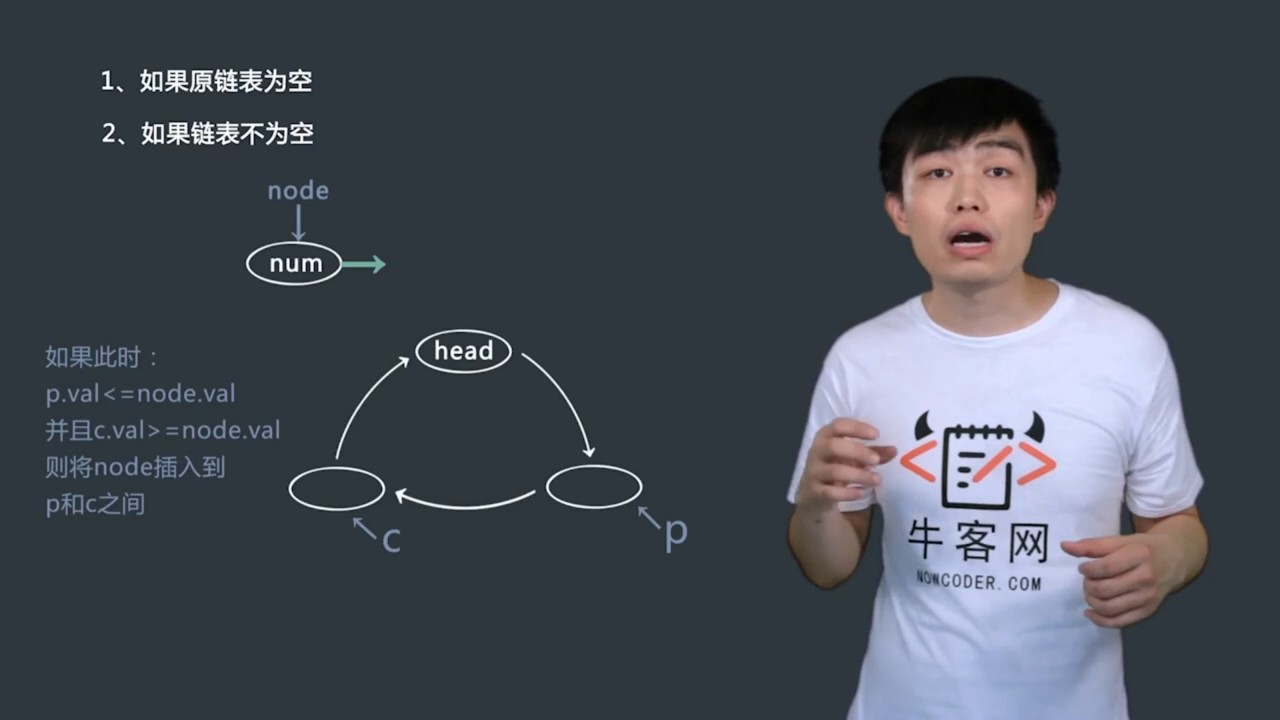 1、如果原链表为空
2、如果链表不为空
node
num
head
如果此时：
p.val<=node.val
并且c.val>=node.val
则将node插入到
p和c之间
c
p
牛客网
NOWCODER.COM